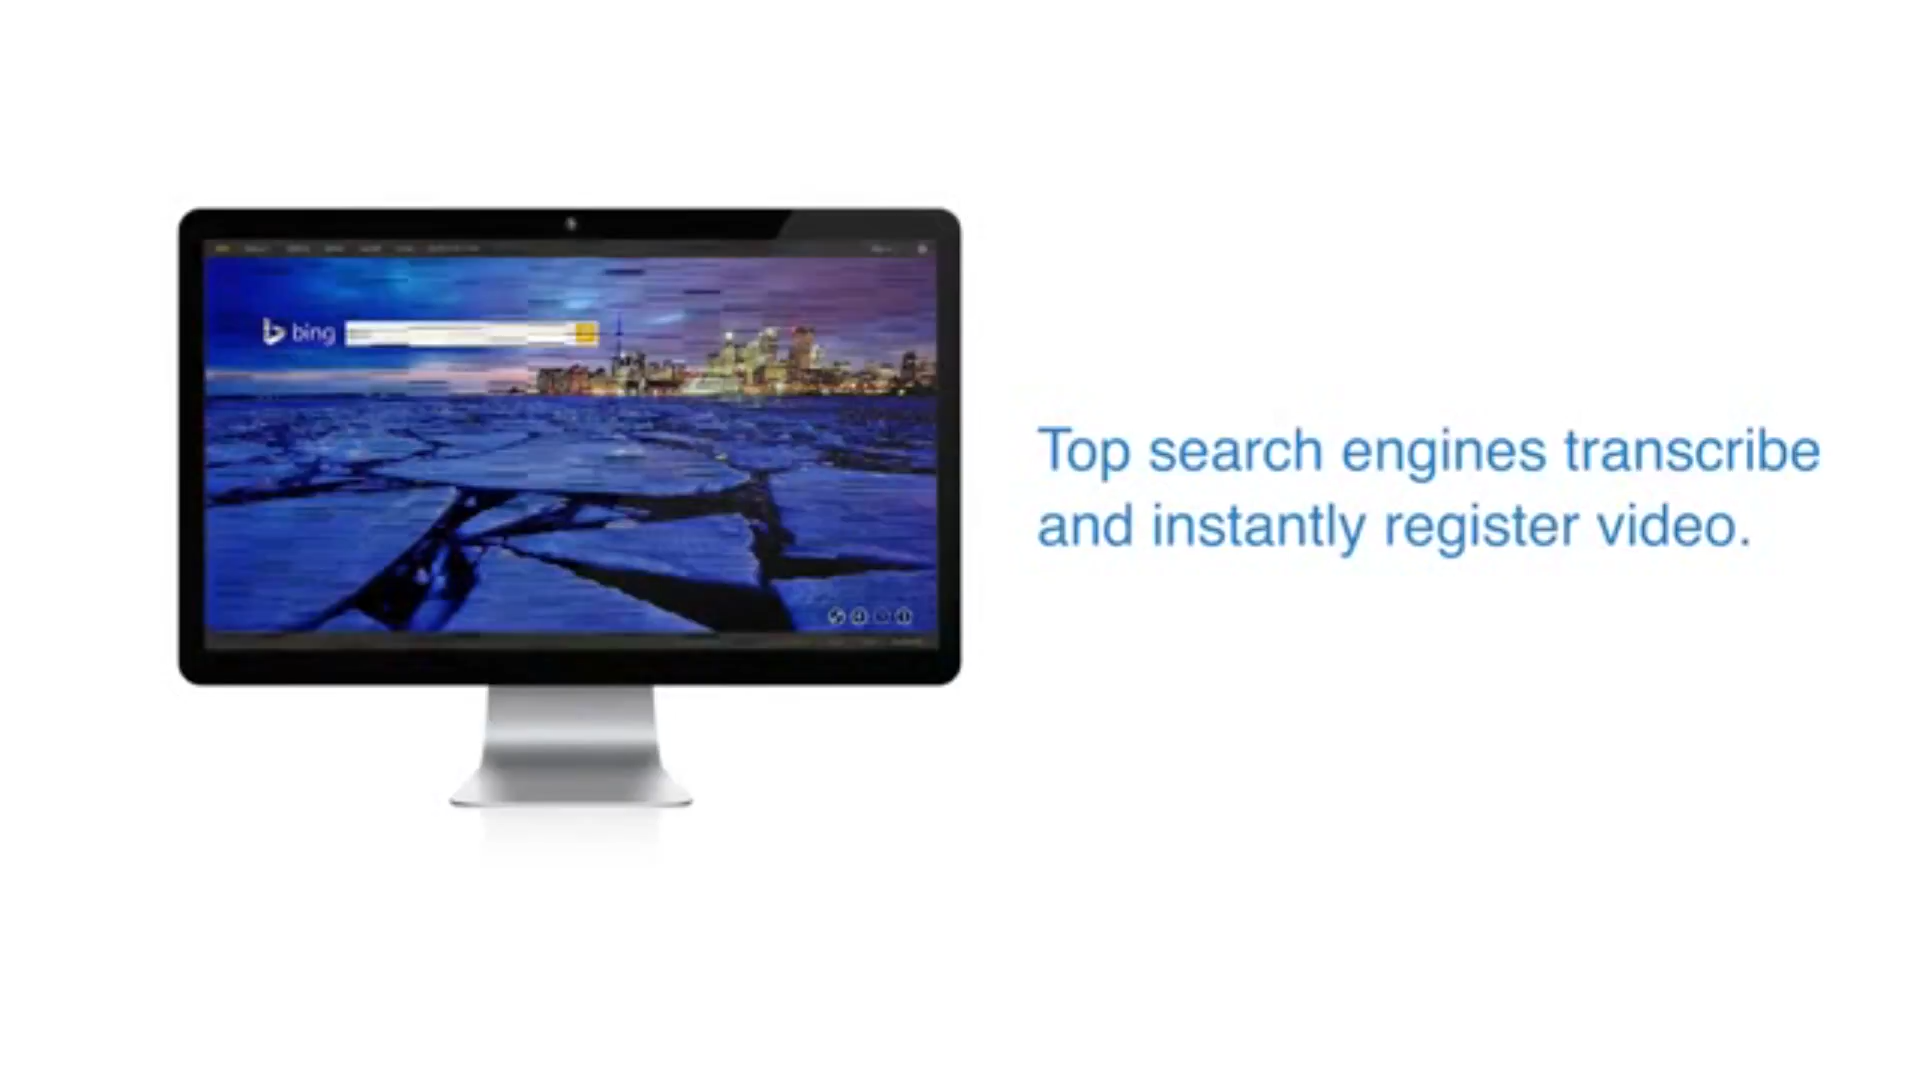 bing
Top search engines transcribe
and instantly register video.